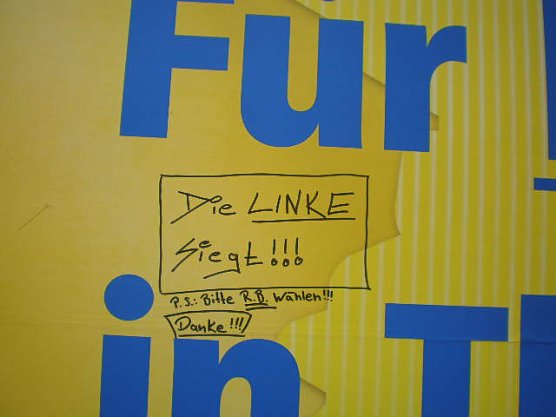 Für
Die LINKE
siegt!!!
P.S.: Bitte R.B. wählen!!!
Danke!!!
in T